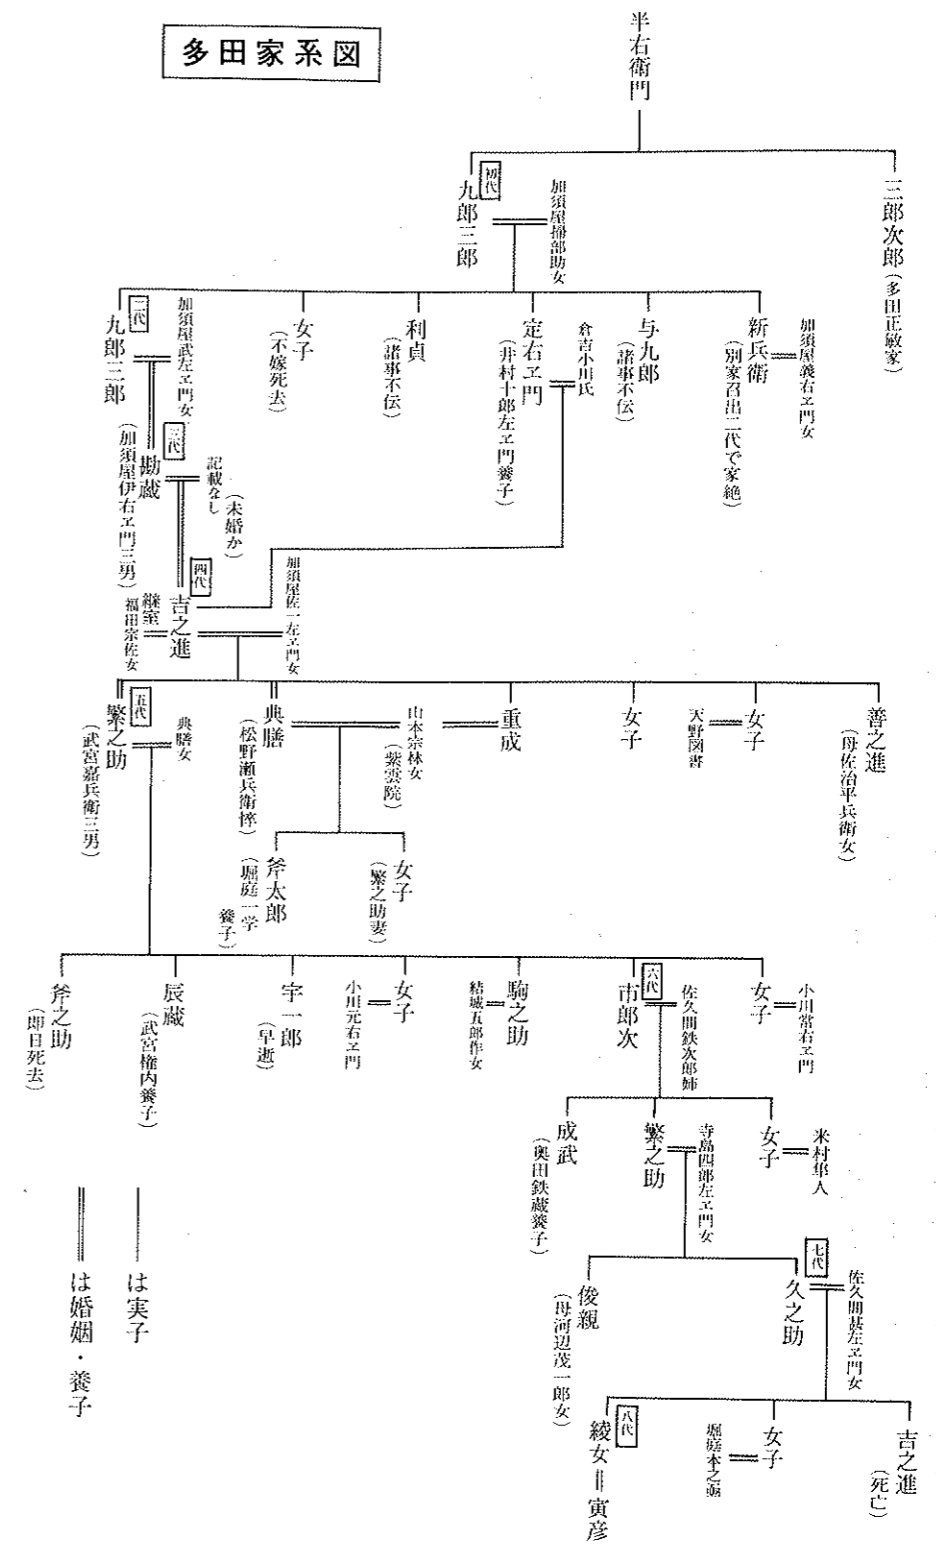 多田家系図
半右衛門
三郎次郎
(多田正敏家)
初代
九郎三郎
加須屋掃部助女
新兵衛
(別家召出二代で家絶)
加須屋義右ヱ門女
与九郎
(諸事不伝)
定右ヱ門
(井村十郎左ヱ門養子)
倉吉小川氏
利貞
(諸事不伝)
女子
(不嫁死去)
二代
九郎三郎
加須屋武左ヱ門女
三代
勘蔵
(加須屋伊右ヱ門三男)
記載なし
(未婚か)
四代
吉之進
継室
福田宗佐女
加須屋佐一左ヱ門女
善之進
(母佐治平兵衛女)
女子
天野図書
女子
重成
山本宗林女
(紫雲院)
典膳
(松野瀬兵衛悴)
五代
繁之助
(武宮嘉兵衛三男)
典膳女
女子
(繁之助妻)
斧太郎
(堀庭一学
養子)
女子
小川常右ヱ門
六代
市郎次
佐久間鉄次郎姉
駒之助
結城五郎作女
女子
小川元右ヱ門
宇一郎
(早逝)
辰蔵
(武宮権内養子)
斧之助
(即日死去)
女子
米村隼人
繁之助
寺島四郎左ヱ門女
成武
(奥田鉄蔵養子)
七代
久之助
佐久間甚左ヱ門女
俊親
(母河辺茂一郎女)
吉之進
(死亡)
女子
八代
綾女＝寅彦
は実子
は婚姻・養子